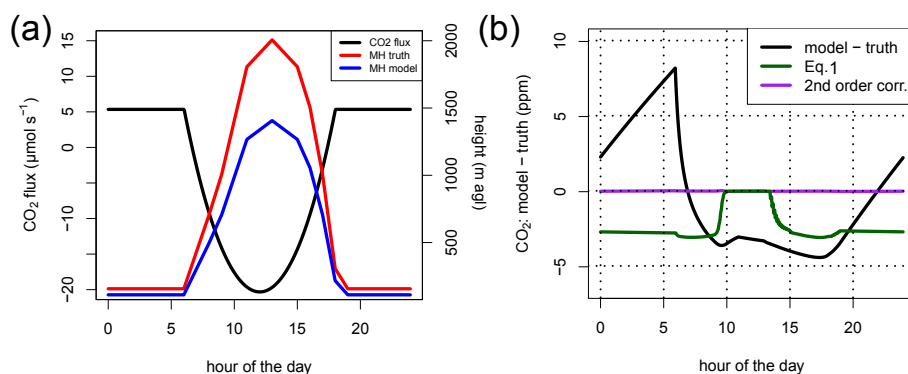 (a)
CO2 flux (µmol s−1)
15
10
5
0
−5
−10
−15
−20
CO2 flux
MH truth
MH model
2000
1500
1000
500
height (m agl)
0 5 10 15 20
hour of the day
(b)
CO2: model − truth (ppm)
10
5
0
−5
model − truth
Eq.1
2nd order corr.
0 5 10 15 20
hour of the day